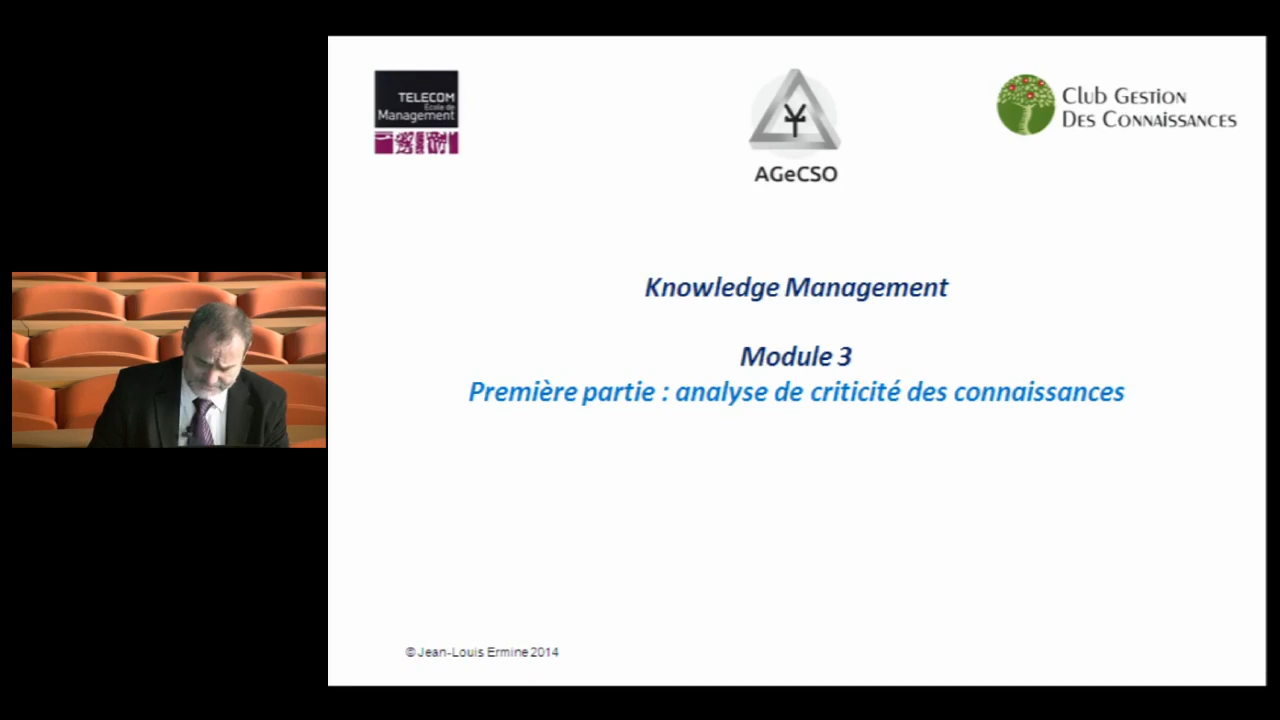 TELECOM
Ecole de
Management
AGeCSO
Club Gestion
Des Connaissances
Knowledge Management
Module 3
Première partie : analyse de criticité des connaissances
© Jean-Louis Ermine 2014